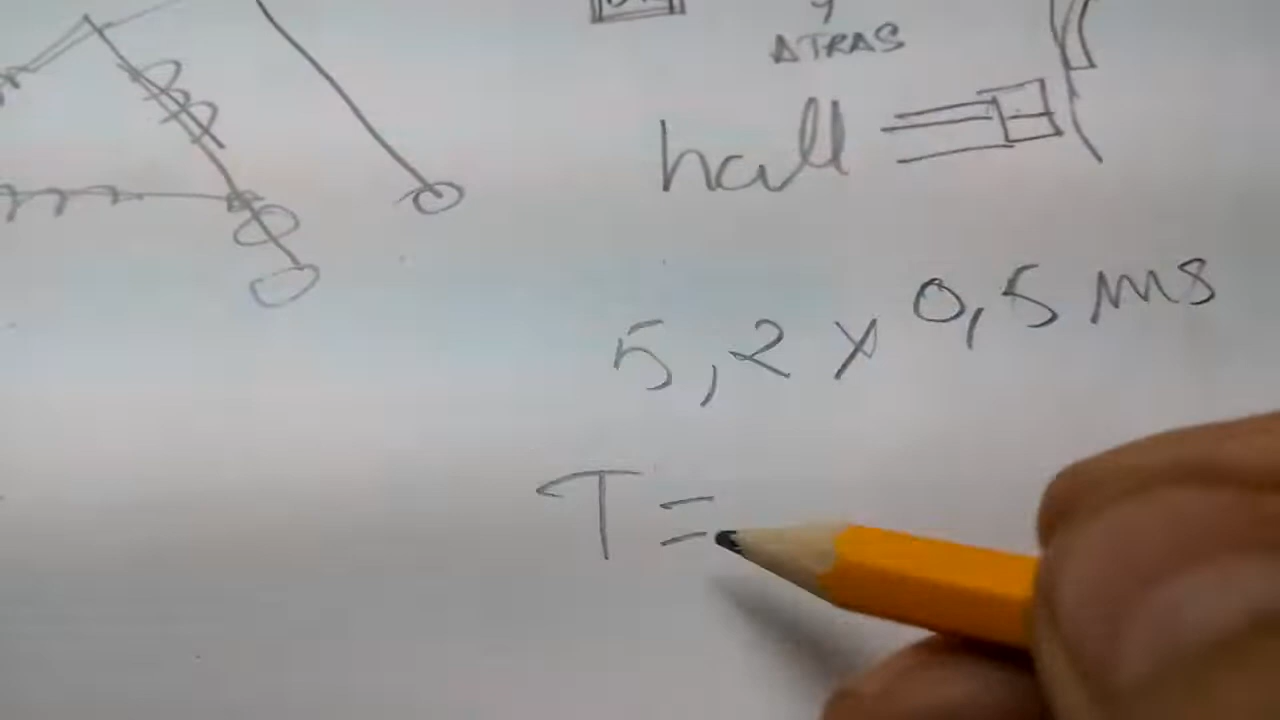 y
ATRAS
hall
5,2 x 0,5 ms
T =